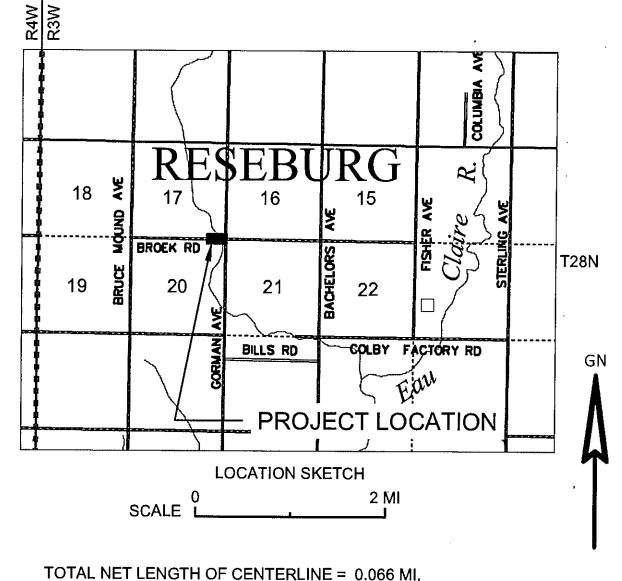 R4W
R3W
COLUMBIA AVE
RESEBURG
18
17
16
15
R.
BRUCE MOUND AVE
BACHELORS AVE
FISHER AVE
Claire
STERLING AVE
BROEK RD
T28N
19
20
21
22
GORMAN AVE
BILLS RD
COLBY FACTORY RD
Eau
GN
PROJECT LOCATION
LOCATION SKETCH
0
2 MI
SCALE
TOTAL NET LENGTH OF CENTERLINE = 0.066 MI.